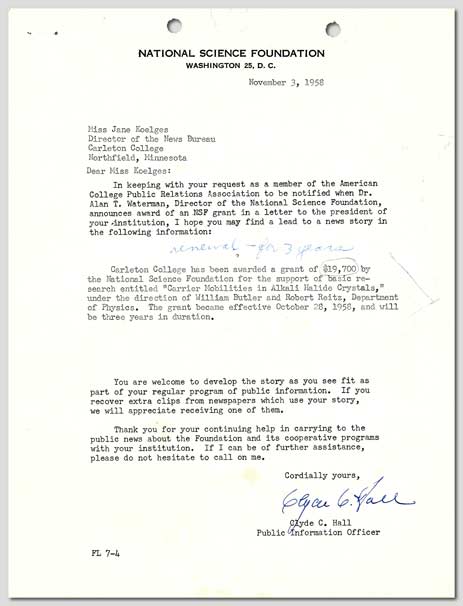 NATIONAL SCIENCE FOUNDATION
WASHINGTON 25, D. C.
November 3, 1958
Miss Jane Koelges
Director of the News Bureau
Carleton College
Northfield, Minnesota
Dear Miss Koelges:
In keeping with your request as a member of the American
College Public Relations Association to be notified when Dr.
Alan T. Waterman, Director of the National Science Foundation,
announces award of an NSF grant in a letter to the president of
your institution, I hope you may find a lead to a news story in
the following information:
renewal - for 3 years
Carleton College has been awarded a grant of $19,700 by
the National Science Foundation for the support of basic re-
search entitled "Carrier Mobilities in Alkali Halide Crystals,"
under the direction of William Butler and Robert Reitz, Department
of Physics. The grant became effective October 28, 1958, and will
be three years in duration.
You are welcome to develop the story as you see fit as
part of your regular program of public information. If you
recover extra clips from newspapers which use your story,
we will appreciate receiving one of them.
Thank you for your continuing help in carrying to the
public news about the Foundation and its cooperative programs
with your institution. If I can be of further assistance,
please do not hesitate to call on me.
Cordially yours,
Clyde C. Hall
Clyde C. Hall
Public Information Officer
FL 7-4